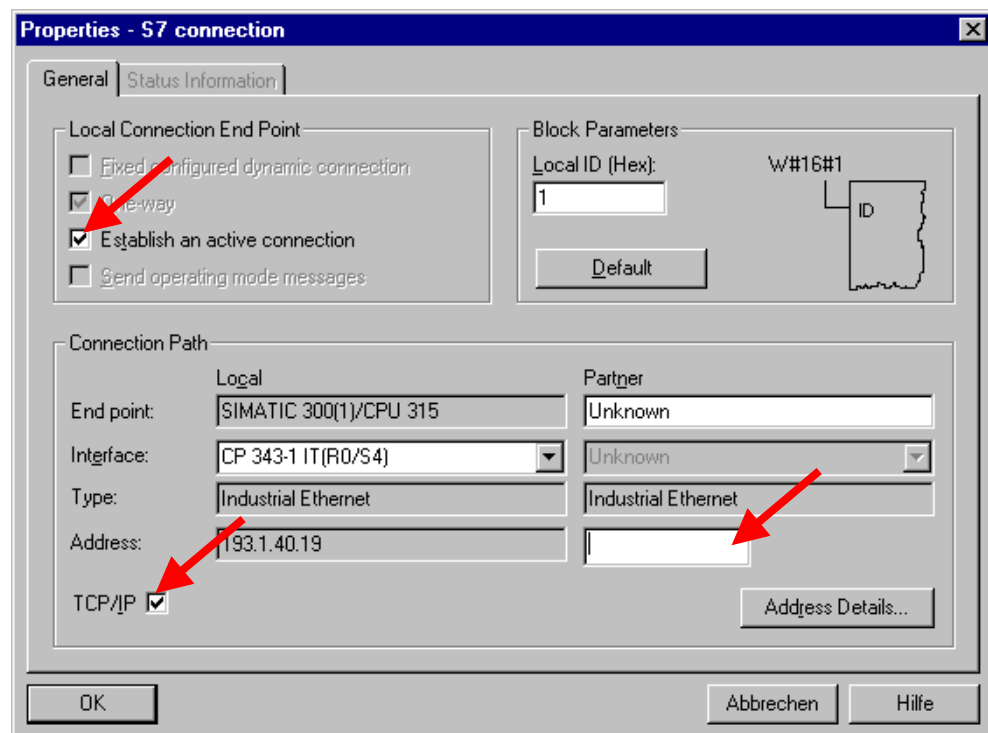 Properties - S7 connection
General Status Information
Local Connection End Point
Fixed configured dynamic connection
One-way
Establish an active connection
Send operating mode messages
Block Parameters
Local ID (Hex): W#16#1
1
ID
Default
Connection Path
Local Partner
End point: SIMATIC 300(1)/CPU 315 Unknown
Interface: CP 343-1 IT(R0/S4) Unknown
Type: Industrial Ethernet Industrial Ethernet
Address: 193.1.40.19
TCP/IP Address Details...
OK Abbrechen Hilfe